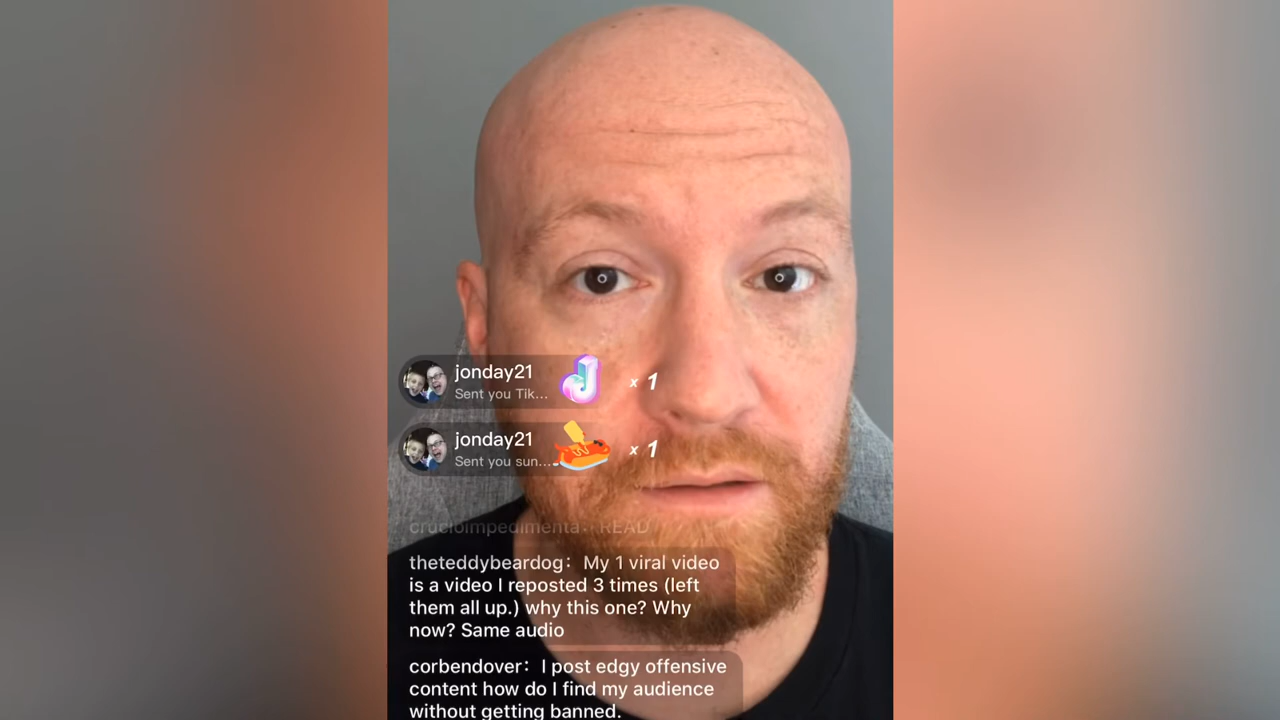 jonday21
Sent you Tik...
x 1
jonday21
Sent you sun...
x 1
crucioimpedimenta: READ
theteddybeardog: My 1 viral video
is a video I reposted 3 times (left
them all up.) why this one? Why
now? Same audio
corbendover: I post edgy offensive
content how do I find my audience
without getting banned.